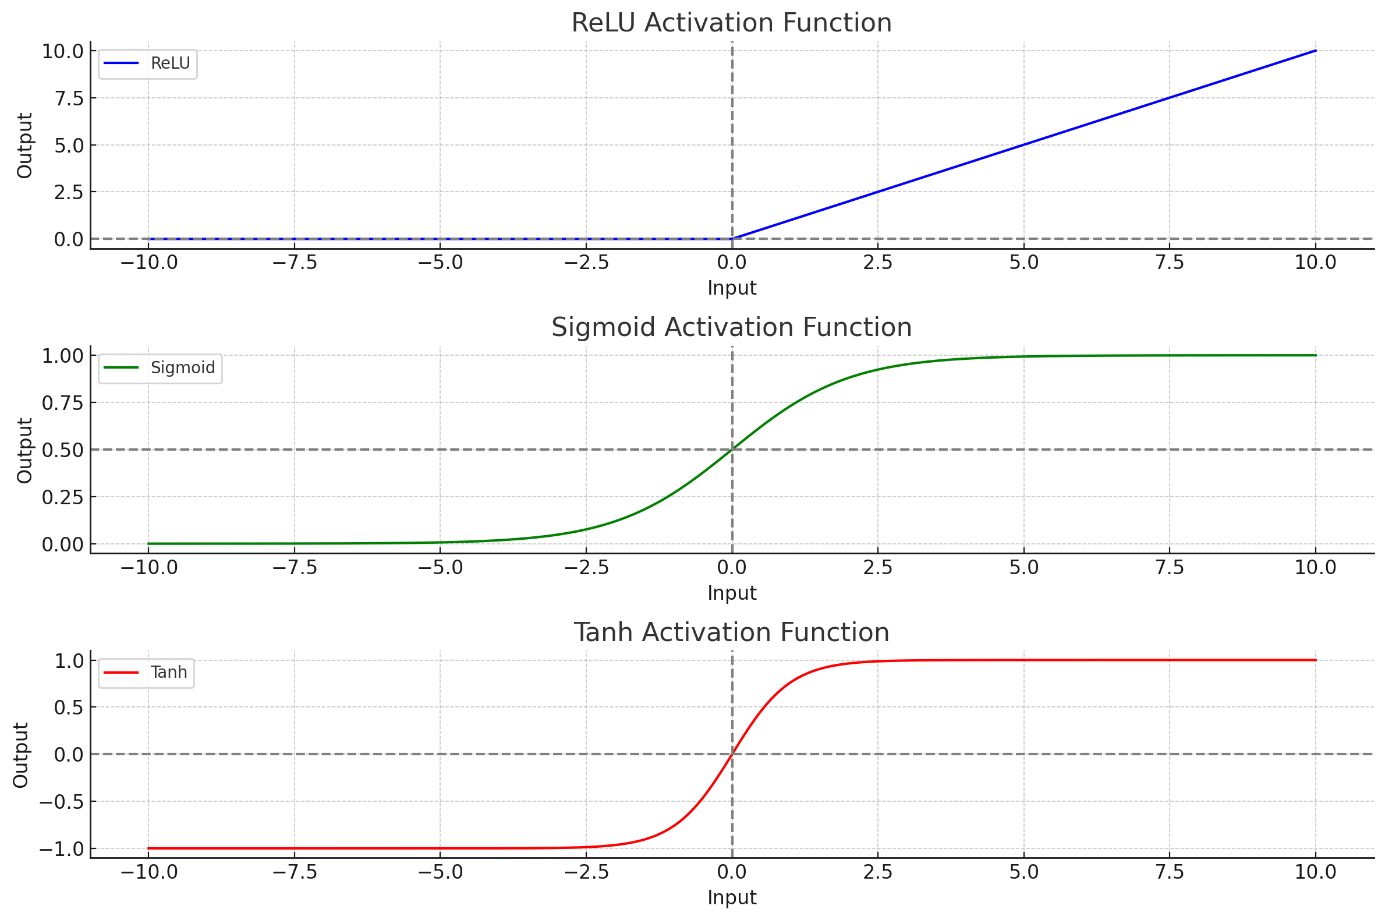 ReLU Activation Function
10.0
7.5
5.0
2.5
0.0
Output
ReLU
−10.0 −7.5 −5.0 −2.5 0.0 2.5 5.0 7.5 10.0
Input
Sigmoid Activation Function
1.00
0.75
0.50
0.25
0.00
Output
Sigmoid
−10.0 −7.5 −5.0 −2.5 0.0 2.5 5.0 7.5 10.0
Input
Tanh Activation Function
1.0
0.5
0.0
−0.5
−1.0
Output
Tanh
−10.0 −7.5 −5.0 −2.5 0.0 2.5 5.0 7.5 10.0
Input